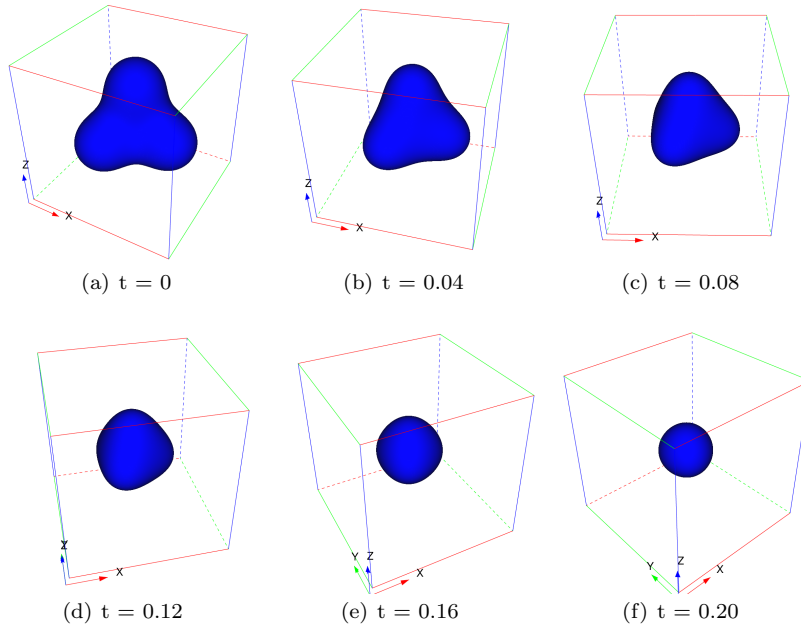 Z
X
(a) t = 0
Z
X
(b) t = 0.04
Z
X
(c) t = 0.08
Z
X
(d) t = 0.12
Y
Z
X
(e) t = 0.16
Y
Z
X
(f) t = 0.20